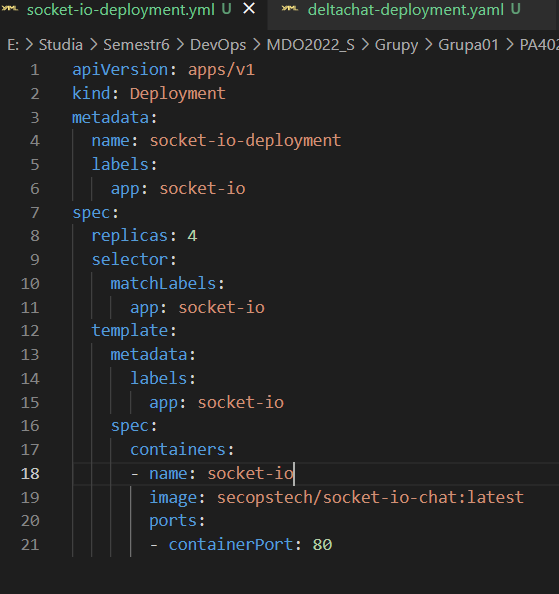 socket-io-deployment.yml U × YAML deltachat-deployment.yaml U
E: > Studia > Semestr6 > DevOps > MDO2022_S > Grupy > Grupa01 > PA402
1 apiVersion: apps/v1
2 kind: Deployment
3 metadata:
4   name: socket-io-deployment
5   labels:
6     app: socket-io
7 spec:
8   replicas: 4
9   selector:
10     matchLabels:
11       app: socket-io
12   template:
13     metadata:
14       labels:
15         app: socket-io
16     spec:
17       containers:
18       - name: socket-io
19         image: secopstech/socket-io-chat:latest
20         ports:
21         - containerPort: 80